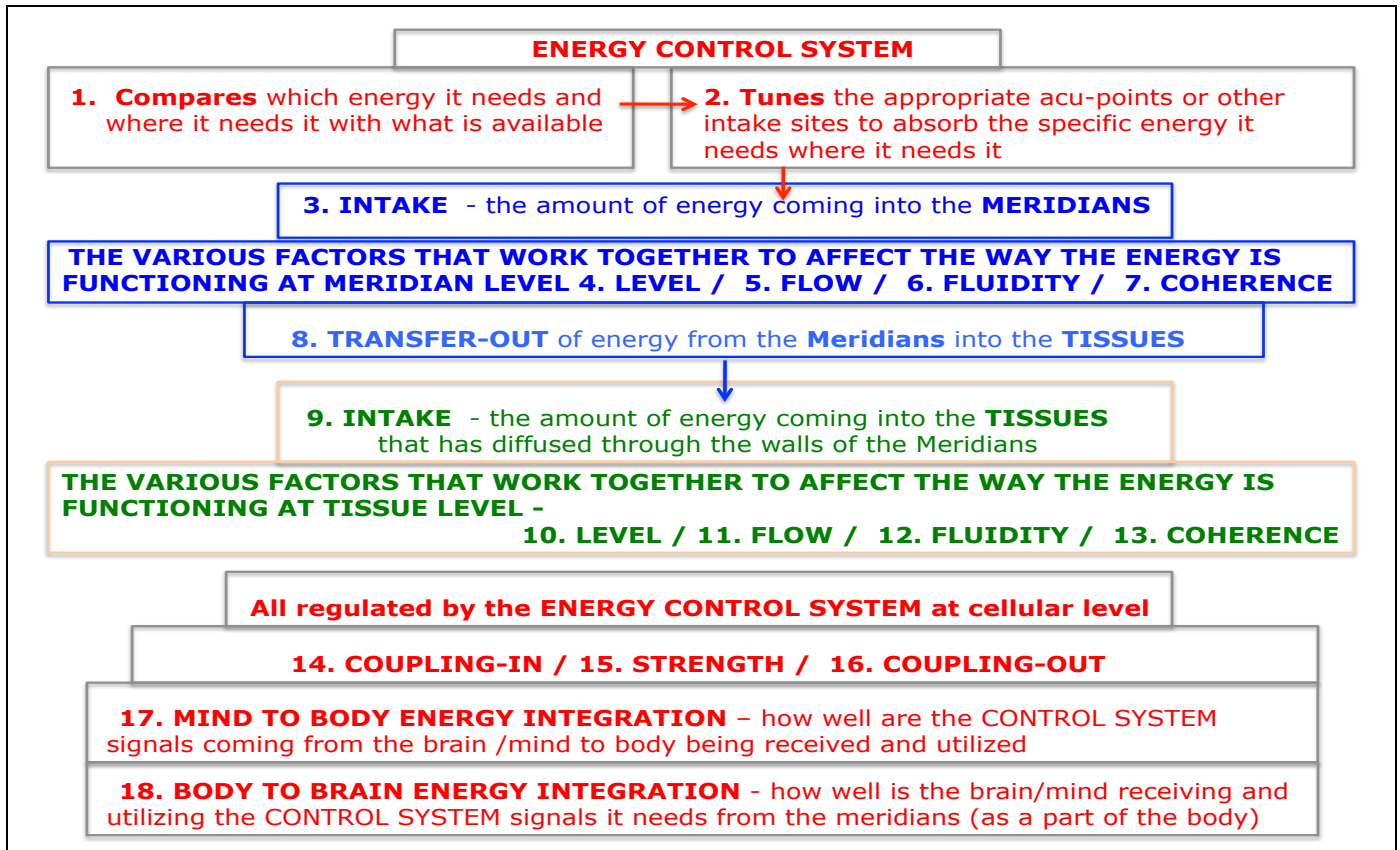 ENERGY CONTROL SYSTEM
1. Compares which energy it needs and
where it needs it with what is available
2. Tunes the appropriate acu-points or other
intake sites to absorb the specific energy it
needs where it needs it
3. INTAKE - the amount of energy coming into the MERIDIANS
THE VARIOUS FACTORS THAT WORK TOGETHER TO AFFECT THE WAY THE ENERGY IS
FUNCTIONING AT MERIDIAN LEVEL 4. LEVEL / 5. FLOW / 6. FLUIDITY / 7. COHERENCE
8. TRANSFER-OUT of energy from the Meridians into the TISSUES
9. INTAKE - the amount of energy coming into the TISSUES
that has diffused through the walls of the Meridians
THE VARIOUS FACTORS THAT WORK TOGETHER TO AFFECT THE WAY THE ENERGY IS
FUNCTIONING AT TISSUE LEVEL -
10. LEVEL / 11. FLOW / 12. FLUIDITY / 13. COHERENCE
All regulated by the ENERGY CONTROL SYSTEM at cellular level
14. COUPLING-IN / 15. STRENGTH / 16. COUPLING-OUT
17. MIND TO BODY ENERGY INTEGRATION – how well are the CONTROL SYSTEM
signals coming from the brain /mind to body being received and utilized
18. BODY TO BRAIN ENERGY INTEGRATION - how well is the brain/mind receiving and
utilizing the CONTROL SYSTEM signals it needs from the meridians (as a part of the body)